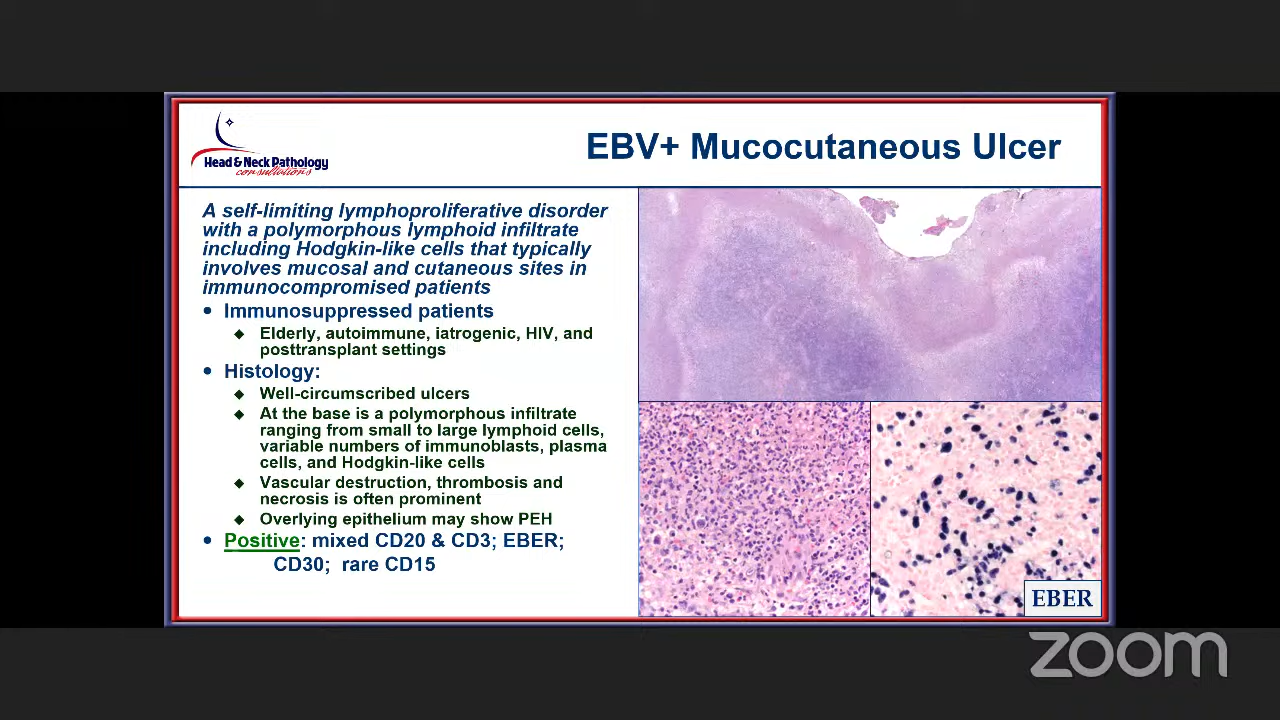 Head & Neck Pathology
consultations
EBV+ Mucocutaneous Ulcer
A self-limiting lymphoproliferative disorder
with a polymorphous lymphoid infiltrate
including Hodgkin-like cells that typically
involves mucosal and cutaneous sites in
immunocompromised patients
• Immunosuppressed patients
◆ Elderly, autoimmune, iatrogenic, HIV, and
posttransplant settings
• Histology:
◆ Well-circumscribed ulcers
◆ At the base is a polymorphous infiltrate
ranging from small to large lymphoid cells,
variable numbers of immunoblasts, plasma
cells, and Hodgkin-like cells
◆ Vascular destruction, thrombosis and
necrosis is often prominent
◆ Overlying epithelium may show PEH
• Positive: mixed CD20 & CD3; EBER;
CD30; rare CD15
EBER
zoom